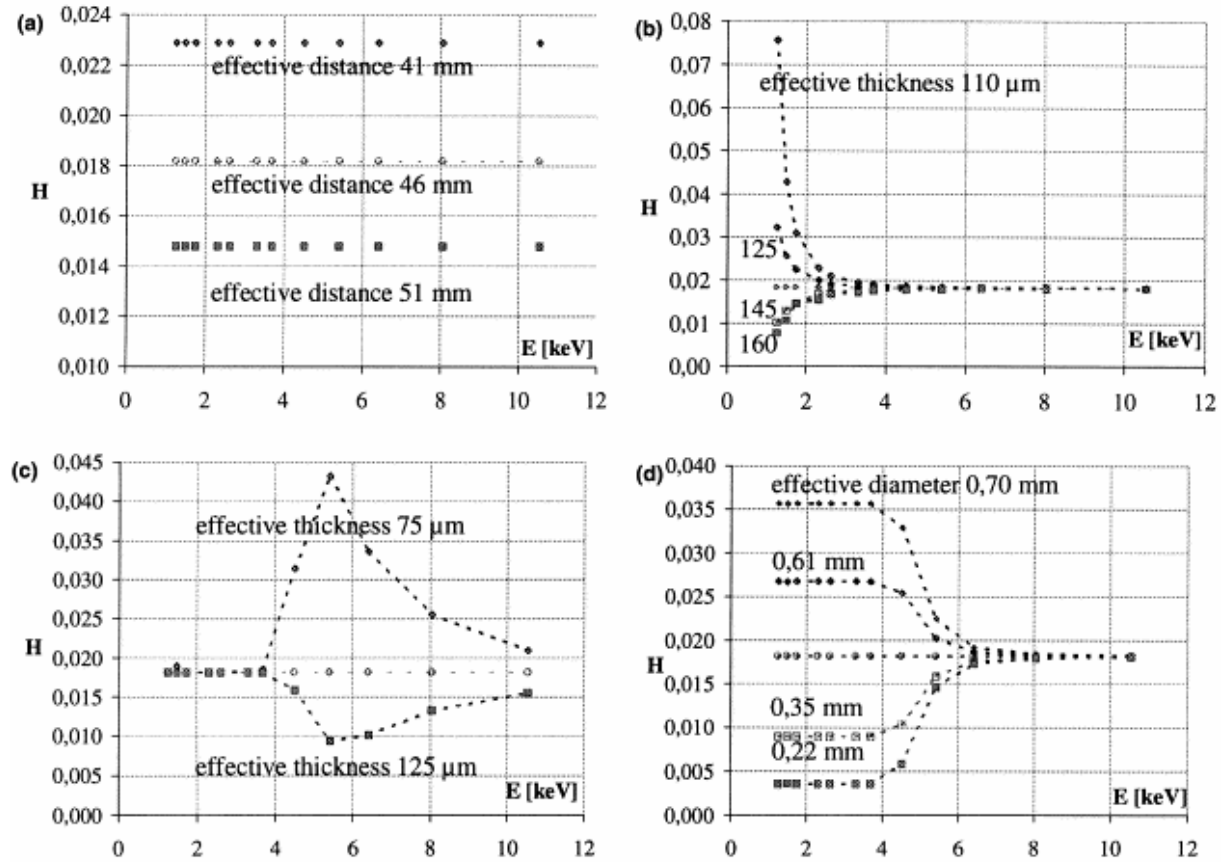 (a)
0,024
0,022
0,020
0,018
0,016
0,014
0,012
0,010
H
effective distance 41 mm
effective distance 46 mm
effective distance 51 mm
E [keV]
0 2 4 6 8 10 12
(b)
0,08
0,07
0,06
0,05
0,04
0,03
0,02
0,01
0,00
H
effective thickness 110 µm
125
145
160
E [keV]
0 2 4 6 8 10 12
(c)
0,045
0,040
0,035
0,030
0,025
0,020
0,015
0,010
0,005
0,000
H
effective thickness 75 µm
effective thickness 125 µm
E [keV]
0 2 4 6 8 10 12
(d)
0,040
0,035
0,030
0,025
0,020
0,015
0,010
0,005
0,000
H
effective diameter 0,70 mm
0,61 mm
0,35 mm
0,22 mm
E [keV]
0 2 4 6 8 10 12